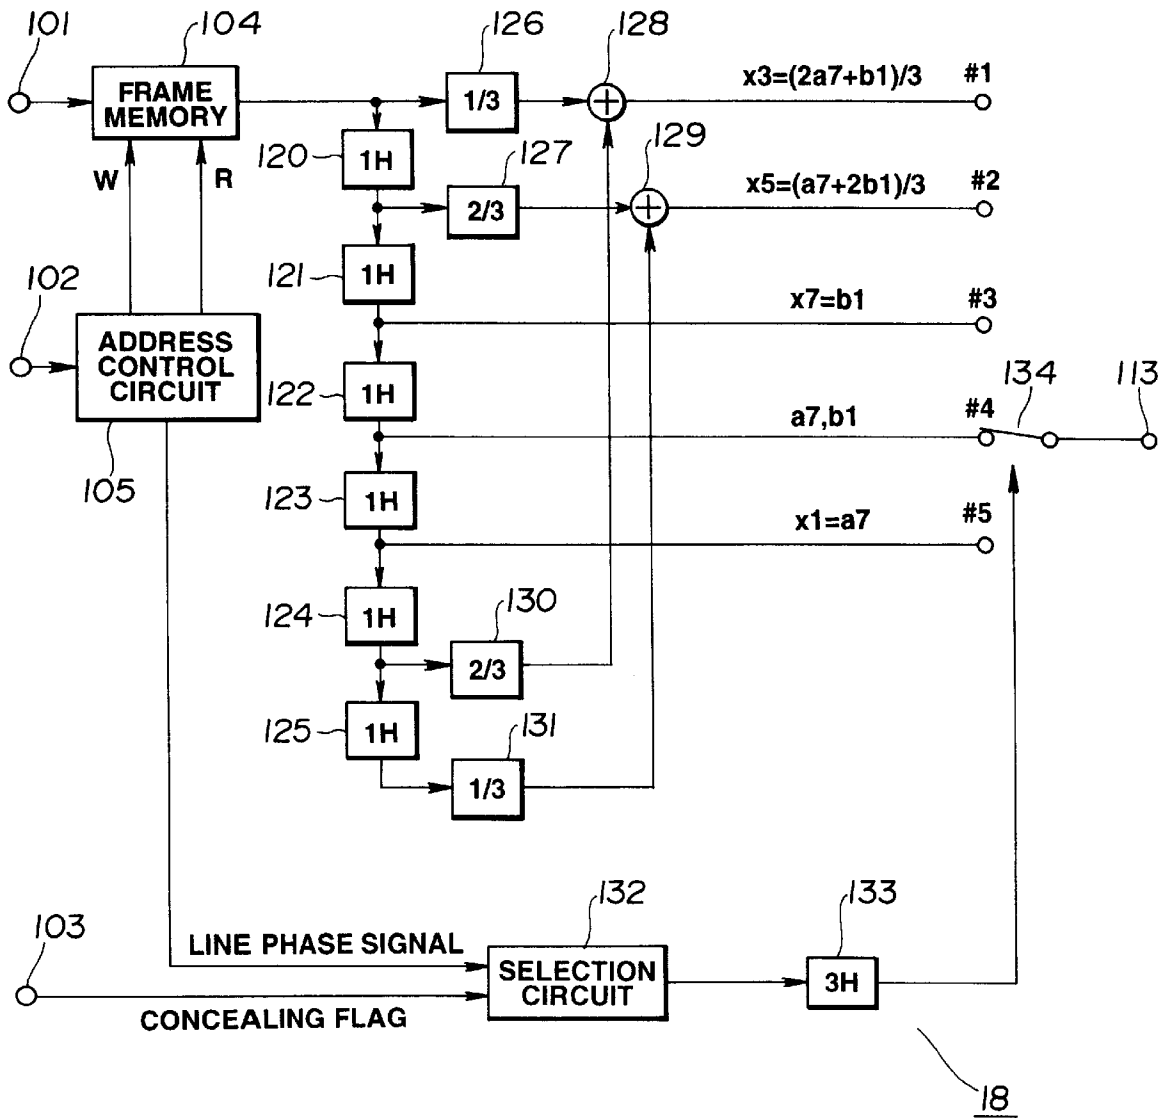 101
104
126
128
FRAME
MEMORY
1/3
+
x3=(2a7+b1)/3
#1
120
1H
127
129
W
R
2/3
+
x5=(a7+2b1)/3
#2
102
121
1H
x7=b1
#3
ADDRESS
CONTROL
CIRCUIT
122
1H
a7,b1
#4
134
113
105
123
1H
x1=a7
#5
124
1H
130
2/3
125
1H
131
1/3
103
LINE PHASE SIGNAL
132
SELECTION
CIRCUIT
133
3H
CONCEALING FLAG
18